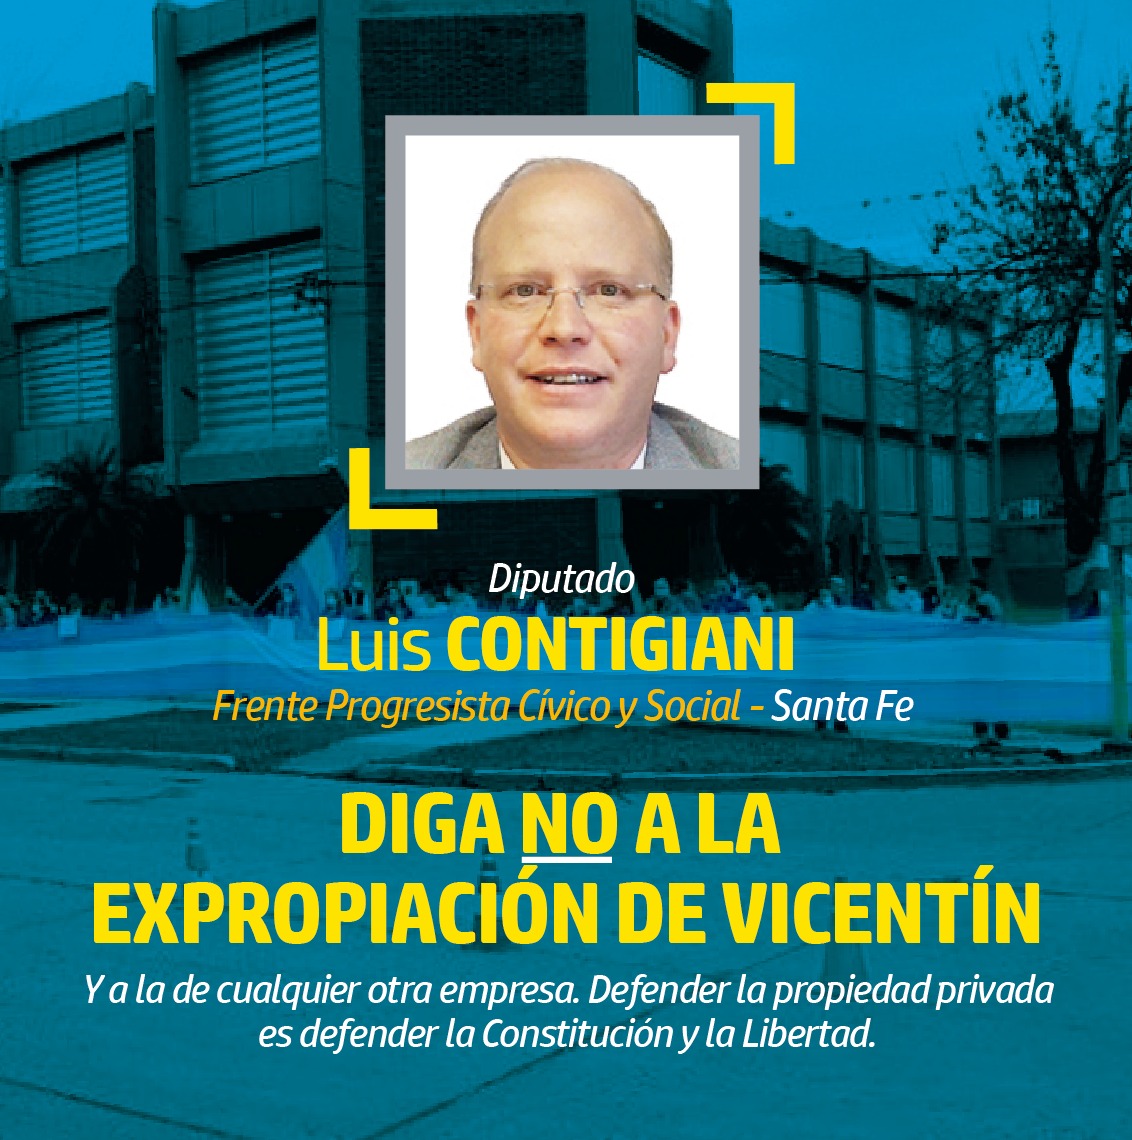 Diputado
Luis CONTIGIANI
Frente Progresista Cívico y Social - Santa Fe
DIGA NO A LA
EXPROPIACIÓN DE VICENTÍN
Y a la de cualquier otra empresa. Defender la propiedad privada
es defender la Constitución y la Libertad.